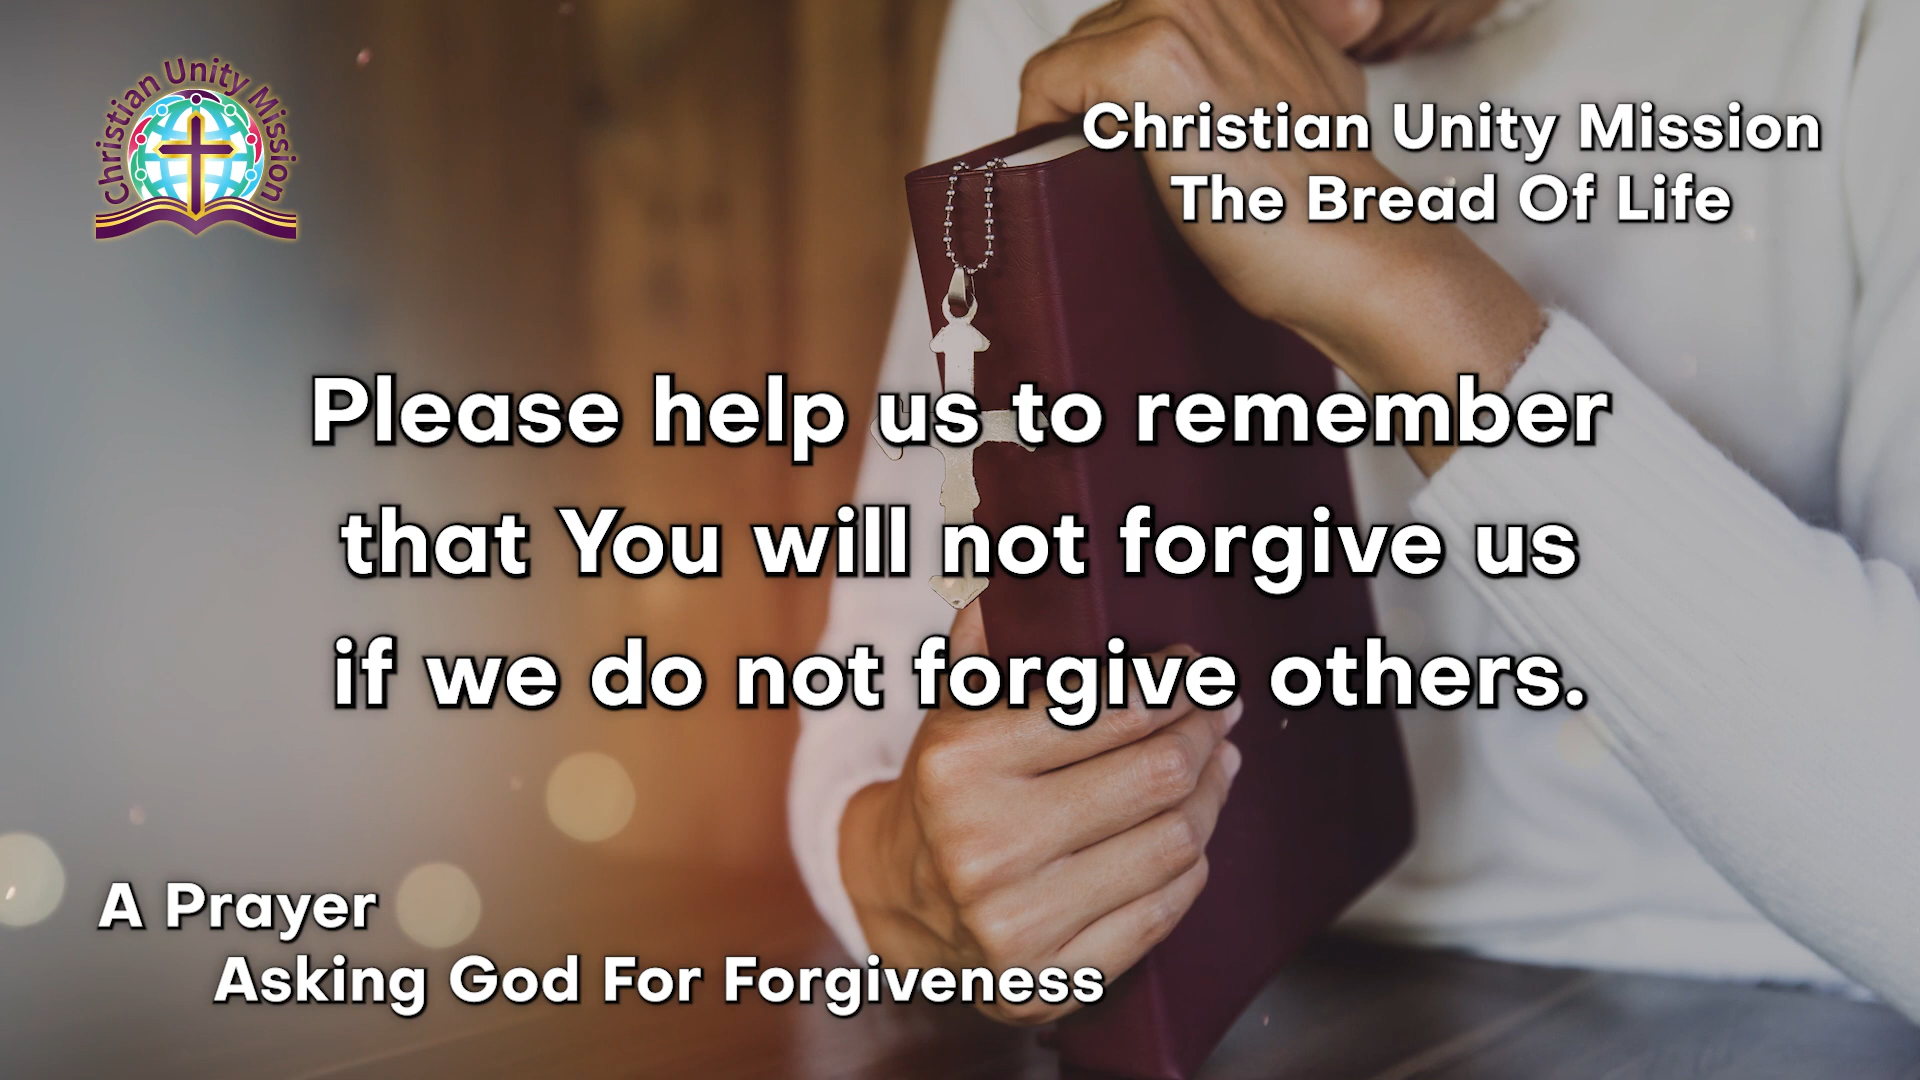 Christian Unity Mission
Christian Unity Mission
The Bread Of Life
Please help us to remember
that You will not forgive us
if we do not forgive others.
A Prayer
Asking God For Forgiveness